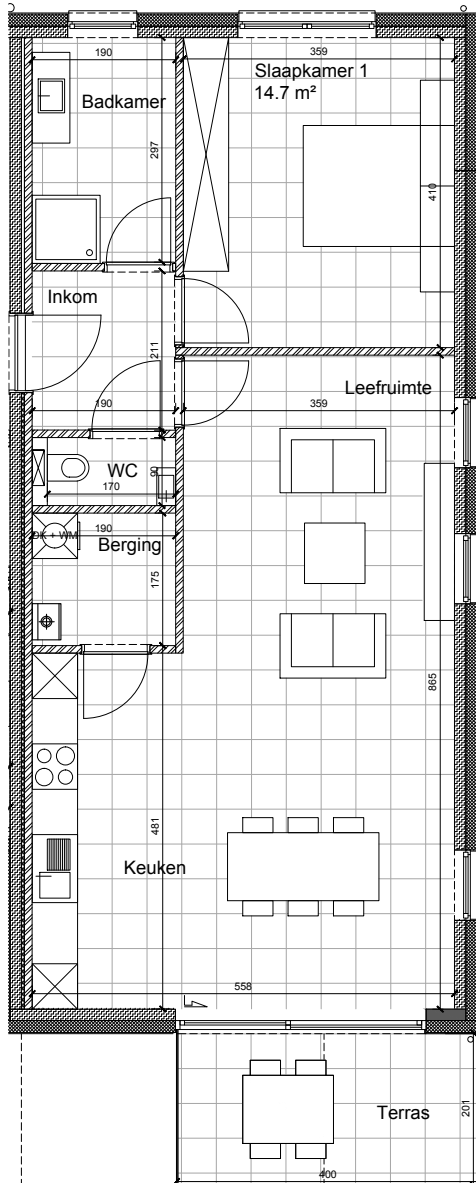 190
359
Badkamer
Slaapkamer 1
14.7 m²
297
410
Inkom
211
190
359
Leefruimte
WC
90
170
DK + WM
190
Berging
175
865
481
Keuken
558
Terras
201
400